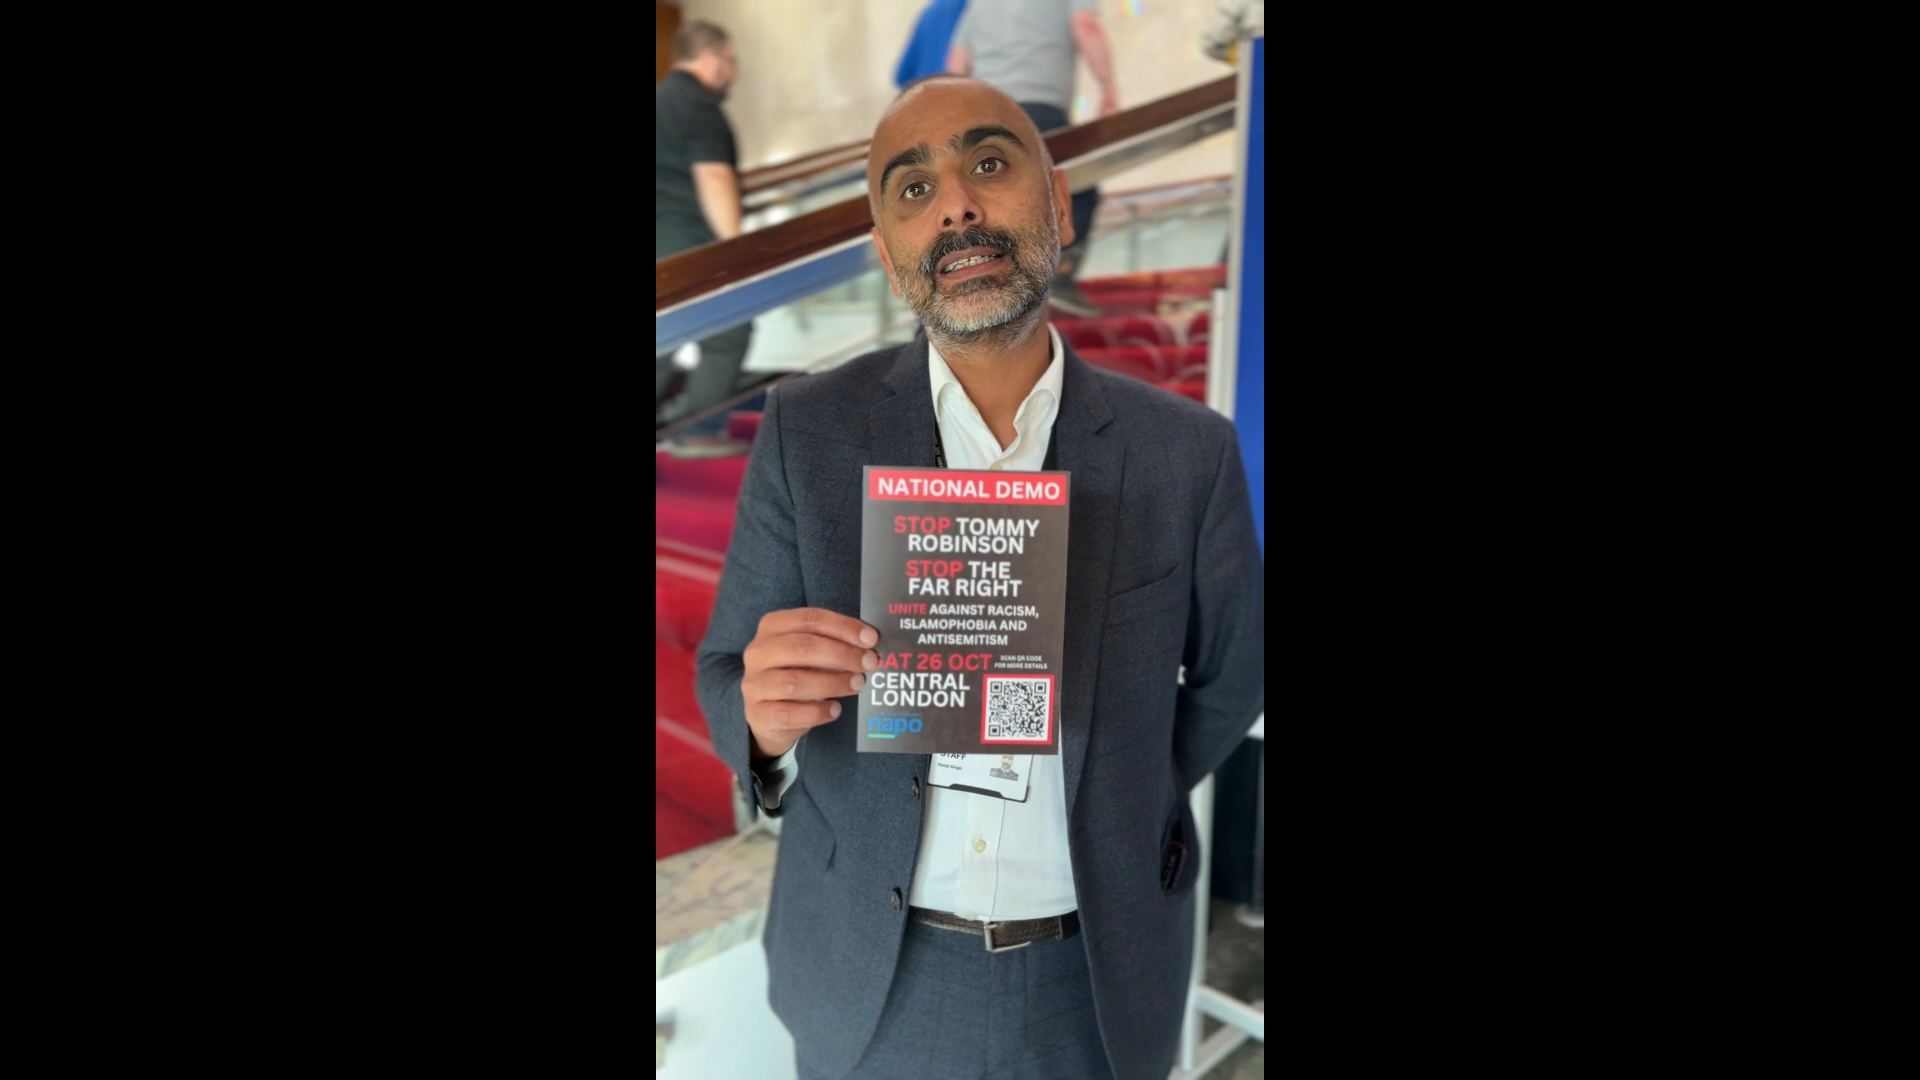 NATIONAL DEMO
STOP TOMMY
ROBINSON
STOP THE
FAR RIGHT
UNITE AGAINST RACISM,
ISLAMOPHOBIA AND
ANTISEMITISM
SAT 26 OCT
SCAN QR CODE
FOR MORE DETAILS
CENTRAL
LONDON
napo
STAFF